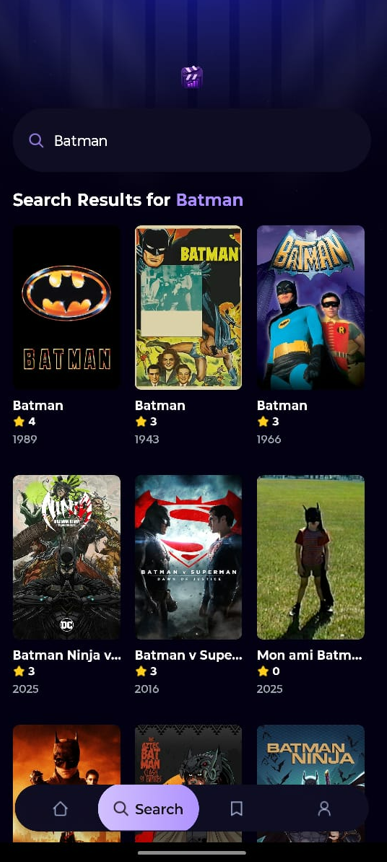 Batman
Search Results for Batman
BATMAN
BATMAN
BATMAN
Batman
Batman
Batman
4
3
3
1989
1943
1966
BATMAN v SUPERMAN
DAWN OF JUSTICE
DC
Batman Ninja v...
Batman v Supe...
Mon ami Batm...
3
3
0
2025
2016
2025
BATMAN
NINJA
Search